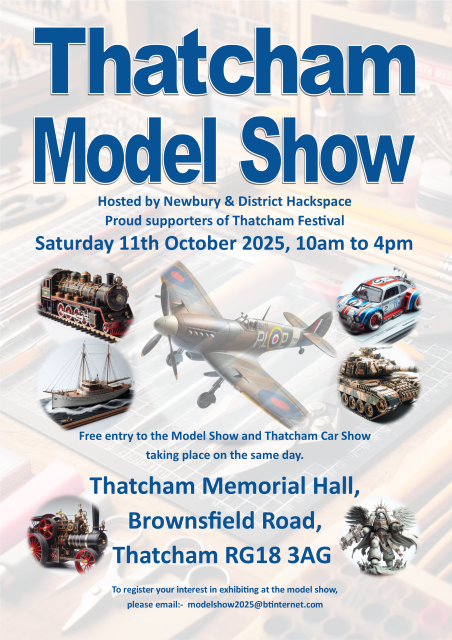 Thatcham
Model Show
Hosted by Newbury & District Hackspace
Proud supporters of Thatcham Festival
Saturday 11th October 2025, 10am to 4pm
Free entry to the Model Show and Thatcham Car Show
taking place on the same day.
Thatcham Memorial Hall,
Brownsfield Road,
Thatcham RG18 3AG
To register your interest in exhibiting at the model show,
please email:- modelshow2025@btinternet.com